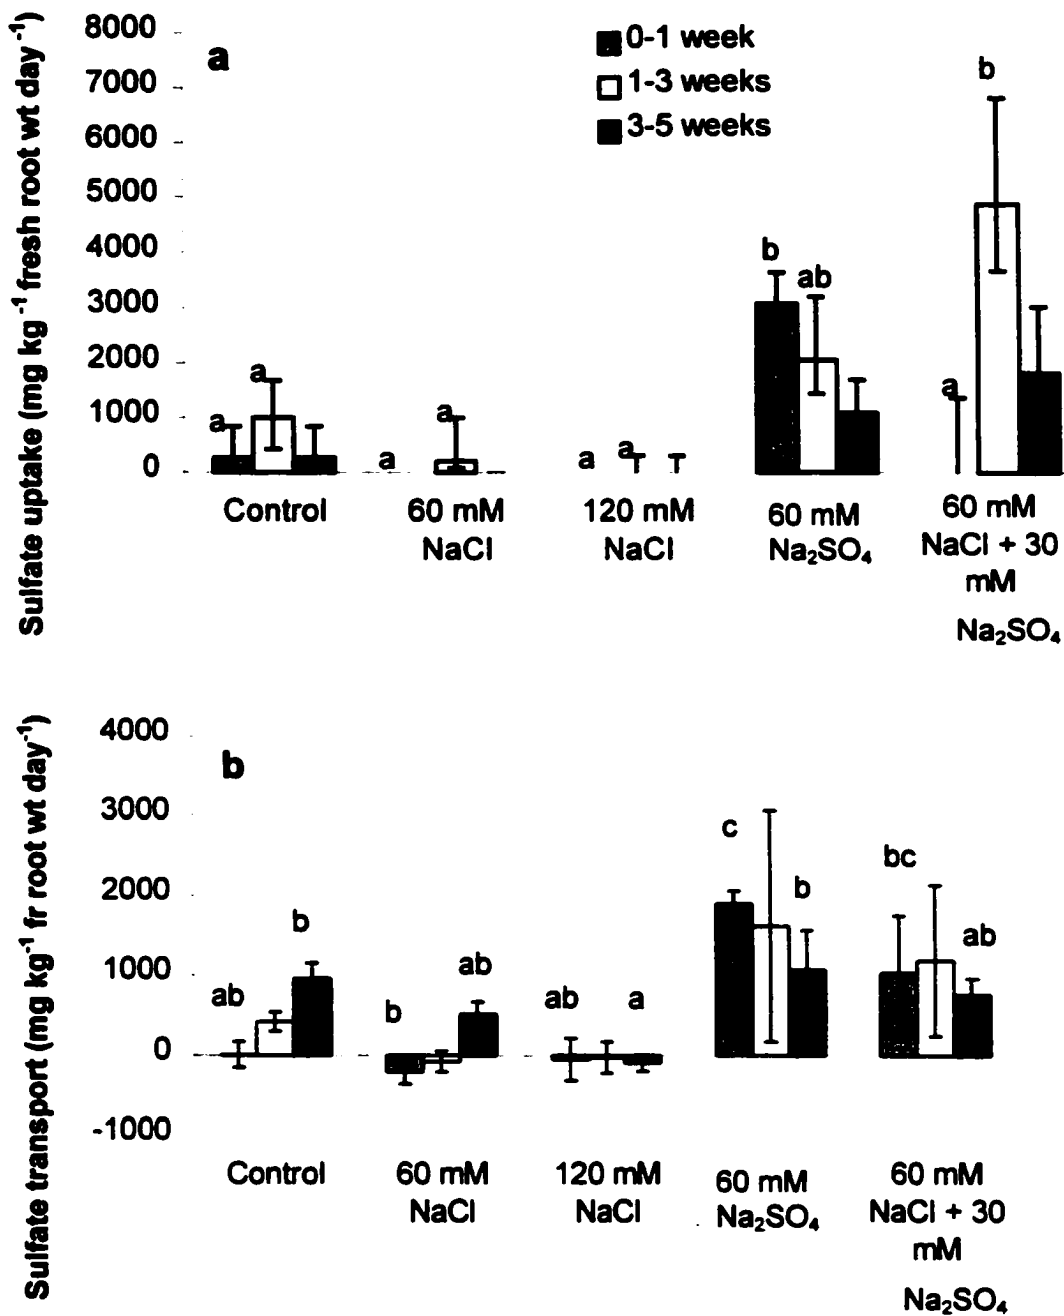 8000
7000
6000
5000
4000
3000
2000
1000
0
Sulfate uptake (mg kg⁻¹ fresh root wt day⁻¹)
a
0-1 week
1-3 weeks
3-5 weeks
a
a
a
a
a
a
b
ab
a
b
Control
60 mM
NaCl
120 mM
NaCl
60 mM
Na₂SO₄
60 mM
NaCl + 30
mM
Na₂SO₄
4000
3000
2000
1000
0
-1000
Sulfate transport (mg kg⁻¹ fr root wt day⁻¹)
b
ab
b
b
ab
ab
a
c
b
bc
ab
Control
60 mM
NaCl
120 mM
NaCl
60 mM
Na₂SO₄
60 mM
NaCl + 30
mM
Na₂SO₄